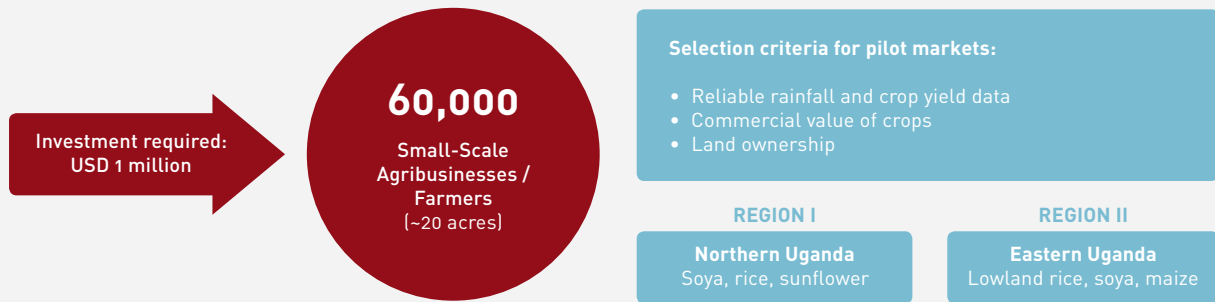 Investment required:
USD 1 million
60,000
Small-Scale
Agribusinesses /
Farmers
(~20 acres)
Selection criteria for pilot markets:
• Reliable rainfall and crop yield data
• Commercial value of crops
• Land ownership
REGION I
Northern Uganda
Soya, rice, sunflower
REGION II
Eastern Uganda
Lowland rice, soya, maize